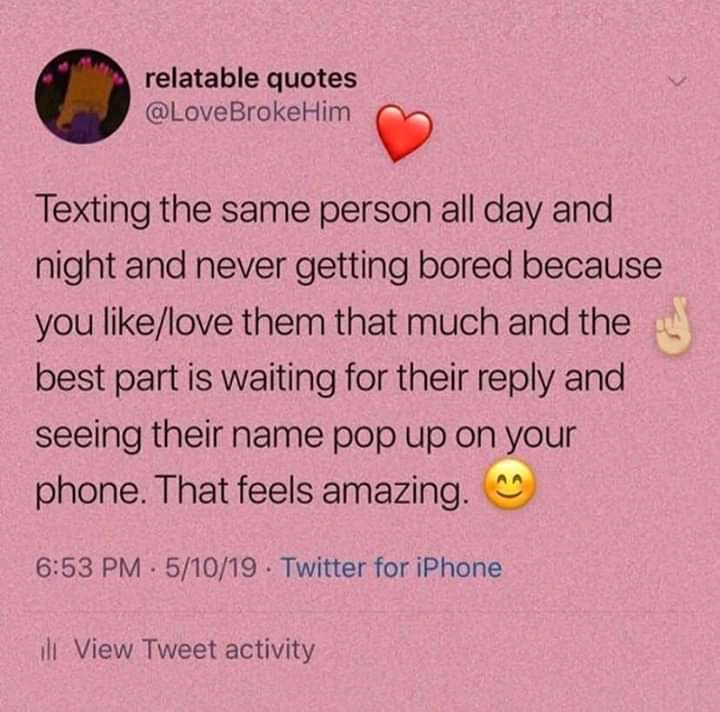 relatable quotes
@LoveBrokeHim
Texting the same person all day and
night and never getting bored because
you like/love them that much and the
best part is waiting for their reply and
seeing their name pop up on your
phone. That feels amazing.
6:53 PM · 5/10/19 · Twitter for iPhone
View Tweet activity